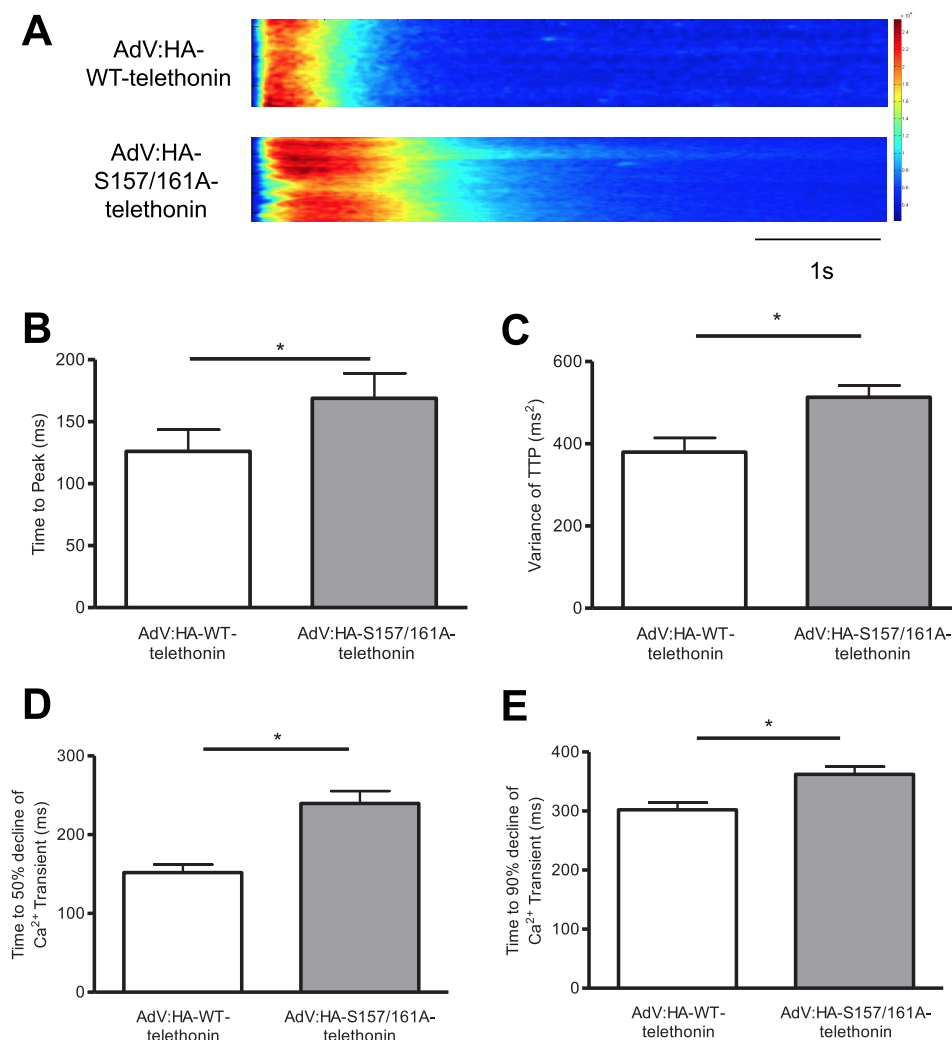 A
AdV:HA-
WT-telethonin
AdV:HA-
S157/161A-
telethonin
1s
B
*
Time to Peak (ms)
200
150
100
50
0
AdV:HA-WT-
telethonin
AdV:HA-S157/161A-
telethonin
C
*
Variance of TTP (ms²)
600
400
200
0
AdV:HA-WT-
telethonin
AdV:HA-S157/161A-
telethonin
D
*
Time to 50% decline of
Ca²⁺ Transient (ms)
300
200
100
0
AdV:HA-WT-
telethonin
AdV:HA-S157/161A-
telethonin
E
*
Time to 90% decline of
Ca²⁺ Transient (ms)
400
300
200
100
0
AdV:HA-WT-
telethonin
AdV:HA-S157/161A-
telethonin